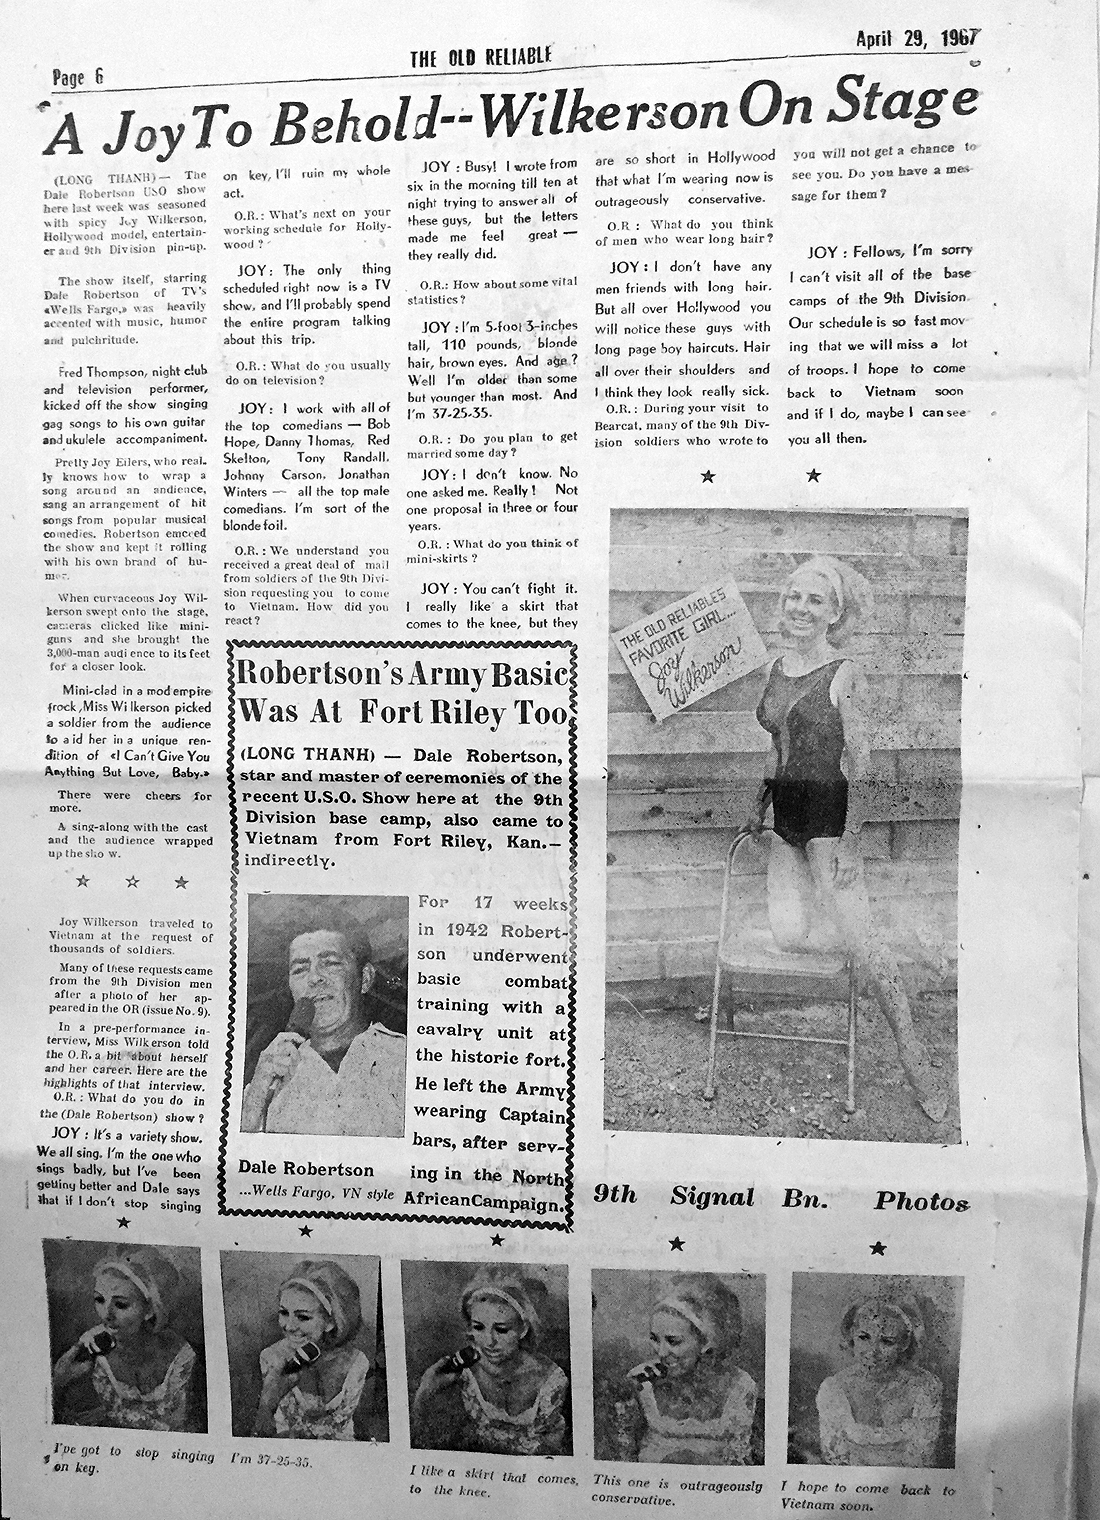 Page 6
THE OLD RELIABLE
April 29, 1967
A Joy To Behold--Wilkerson On Stage
(LONG THANH) — The
Dale Robertson USO show
here last week was seasoned
with spicy Joy Wilkerson,
Hollywood model, entertain-
er and 9th Division pin-up.
The show itself, starring
Dale Robertson of TV's
«Wells Fargo,» was heavily
accented with music, humor
and pulchritude.
Fred Thompson, night club
and television performer,
kicked off the show singing
gag songs to his own guitar
and ukulele accompaniment.
Pretty Joy Eilers, who real-
ly knows how to wrap a
song around an audience,
sang an arrangement of hit
songs from popular musical
comedies. Robertson emceed
the show and kept it rolling
with his own brand of hu-
mor.
When curvaceous Joy Wil-
kerson swept onto the stage,
cameras clicked like mini-
guns and she brought the
3,000-man audience to its feet
for a closer look.
Mini-clad in a mod empire
frock, Miss Wilkerson picked
a soldier from the audience
to aid her in a unique ren-
dition of «I Can't Give You
Anything But Love, Baby.»
There were cheers for
more.
A sing-along with the cast
and the audience wrapped
up the show.
Joy Wilkerson traveled to
Vietnam at the request of
thousands of soldiers.
Many of these requests came
from the 9th Division men
after a photo of her ap-
peared in the OR (issue No. 9).
In a pre-performance in-
terview, Miss Wilkerson told
the O.R. a bit about herself
and her career. Here are the
highlights of that interview.
O.R.: What do you do in
the (Dale Robertson) show?
JOY: It's a variety show.
We all sing. I'm the one who
sings badly, but I've been
getting better and Dale says
that if I don't stop singing
on key, I'll ruin my whole
act.
O.R.: What's next on your
working schedule for Holly-
wood?
JOY: The only thing
scheduled right now is a TV
show, and I'll probably spend
the entire program talking
about this trip.
O.R.: What do you usually
do on television?
JOY: I work with all of
the top comedians — Bob
Hope, Danny Thomas, Red
Skelton, Tony Randall,
Johnny Carson, Jonathan
Winters — all the top male
comedians. I'm sort of the
blonde foil.
O.R.: We understand you
received a great deal of mail
from soldiers of the 9th Divi-
sion requesting you to come
to Vietnam. How did you
react?
JOY: Busy! I wrote from
six in the morning till ten at
night trying to answer all of
these guys, but the letters
made me feel great —
they really did.
O.R.: How about some vital
statistics?
JOY: I'm 5-foot 3-inches
tall, 110 pounds, blonde
hair, brown eyes. And age?
Well I'm older than some
but younger than most. And
I'm 37-25-35.
O.R.: Do you plan to get
married some day?
JOY: I don't know. No
one asked me. Really! Not
one proposal in three or four
years.
O.R.: What do you think of
mini-skirts?
JOY: You can't fight it.
I really like a skirt that
comes to the knee, but they
are so short in Hollywood
that what I'm wearing now is
outrageously conservative.
O.R: What do you think
of men who wear long hair?
JOY: I don't have any
men friends with long hair.
But all over Hollywood you
will notice these guys with
long page boy haircuts. Hair
all over their shoulders and
I think they look really sick.
O.R.: During your visit to
Bearcat, many of the 9th Div-
ision soldiers who wrote to
you will not get a chance to
see you. Do you have a mes-
sage for them?
JOY: Fellows, I'm sorry
I can't visit all of the base
camps of the 9th Division.
Our schedule is so fast mov
ing that we will miss a lot
of troops. I hope to come
back to Vietnam soon
and if I do, maybe I can see
you all then.
THE OLD RELIABLES
FAVORITE GIRL...
Joy
Wilkerson
Robertson's Army Basic
Was At Fort Riley Too
(LONG THANH) — Dale Robertson,
star and master of ceremonies of the
recent U.S.O. Show here at the 9th
Division base camp, also came to
Vietnam from Fort Riley, Kan.—
indirectly.
For 17 weeks
in 1942 Robert-
son underwent
basic combat
training with a
cavalry unit at
the historic fort.
He left the Army
wearing Captain
bars, after serv-
ing in the North
African Campaign.
Dale Robertson
...Wells Fargo, VN style
9th Signal Bn. Photos
I've got to stop singing
on key.
I'm 37-25-35.
I like a skirt that comes,
to the knee.
This one is outrageously
conservative.
I hope to come back to
Vietnam soon.